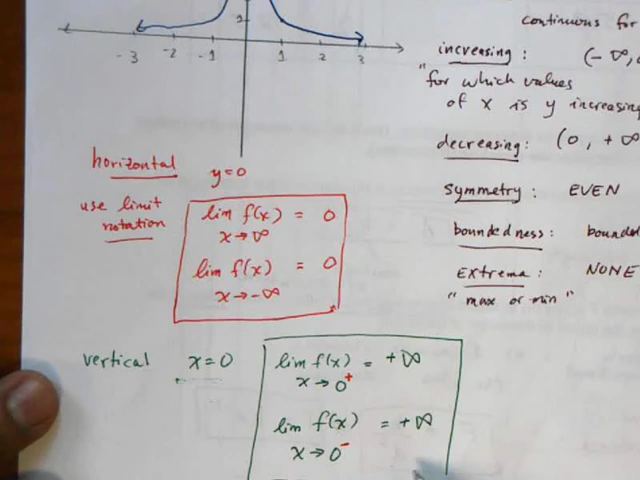 1
-3 -2 -1 1 2 3
horizontal y=0
use limit
notation
lim f(x) = 0
x→∞
lim f(x) = 0
x→-∞
vertical x=0
lim f(x) = +∞
x→0⁺
lim f(x) = +∞
x→0⁻
continuous for
increasing: (-∞,
"for which values
of x is y increasing
decreasing: (0, +∞
symmetry: EVEN
boundedness: bounded
Extrema: NONE
"max or min"